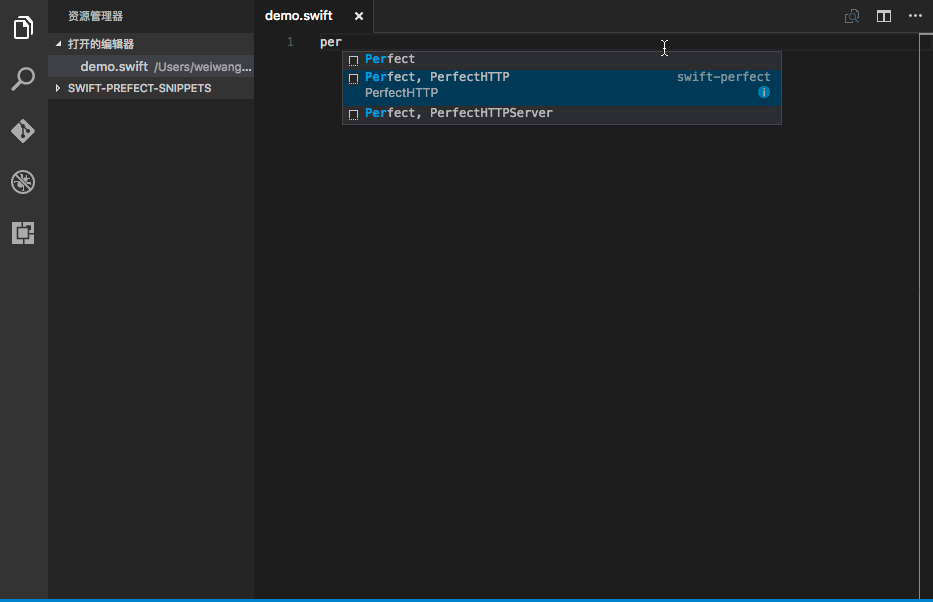 资源管理器
打开的编辑器
demo.swift /Users/weiwang...
SWIFT-PREFECT-SNIPPETS
demo.swift
1 per
Perfect
Perfect, PerfectHTTP swift-perfect
PerfectHTTP
Perfect, PerfectHTTPServer